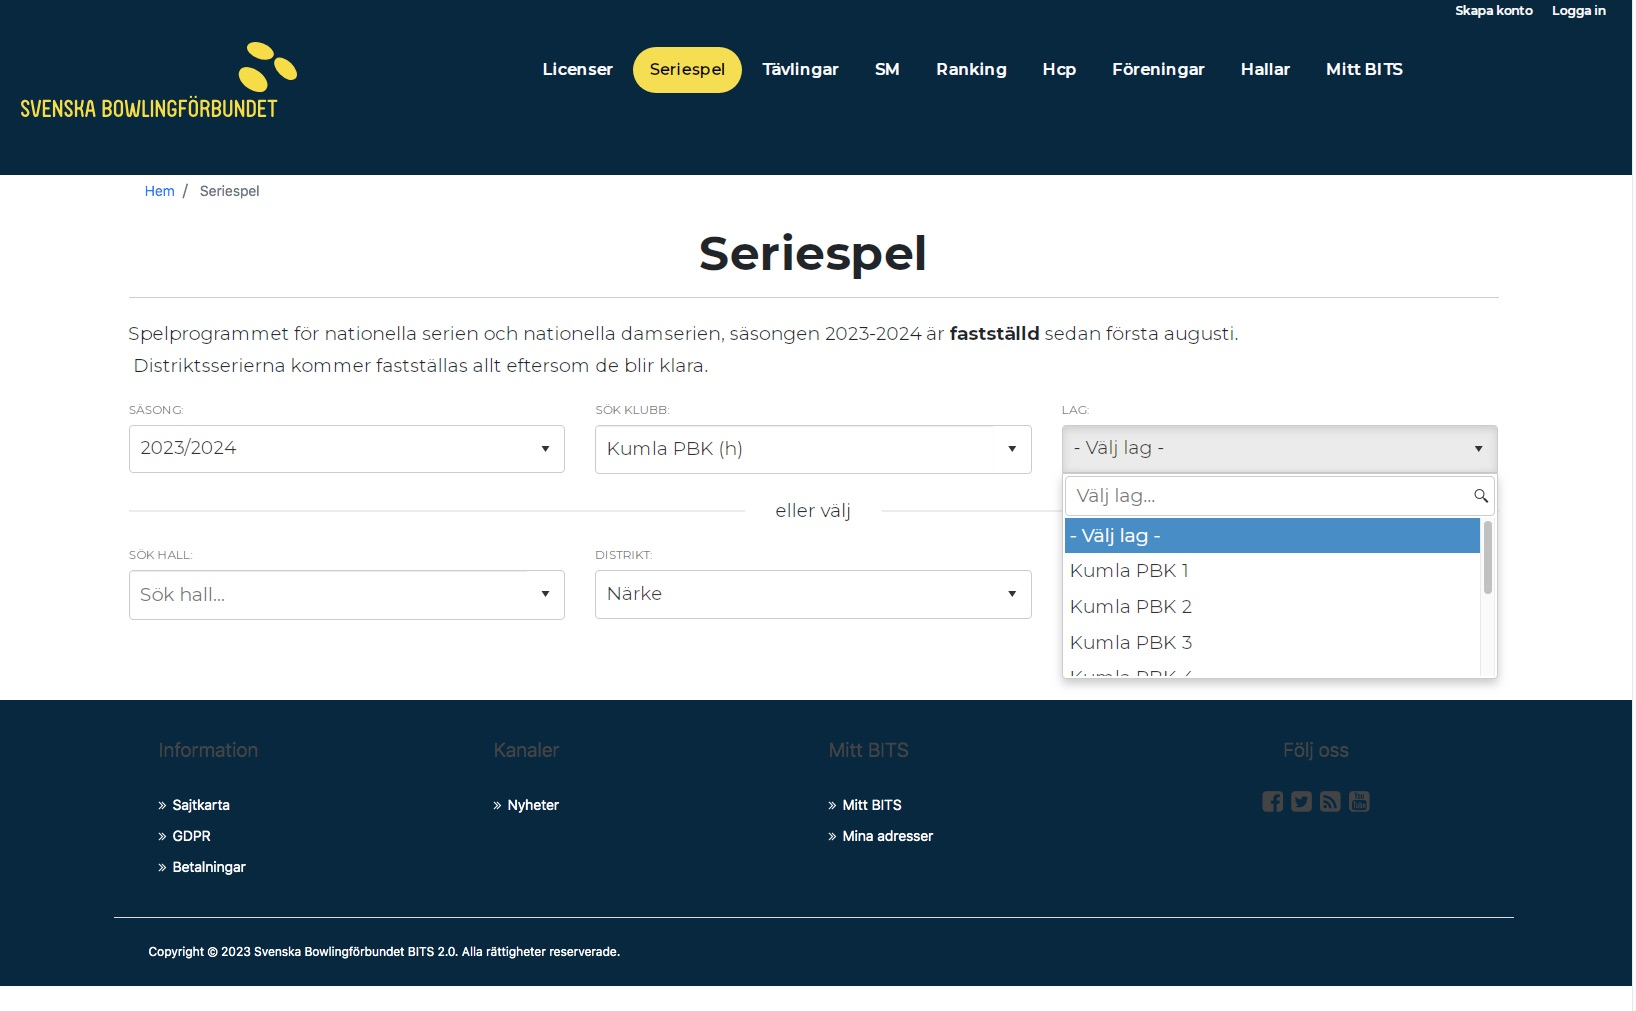 Skapa konto Logga in
SVENSKA BOWLINGFÖRBUNDET
Licenser Seriespel Tävlingar SM Ranking Hcp Föreningar Hallar Mitt BITS
Hem / Seriespel
Seriespel
Spelprogrammet för nationella serien och nationella damserien, säsongen 2023-2024 är fastställd sedan första augusti.
Distriktsserierna kommer fastställas allt eftersom de blir klara.
SÄSONG: SÖK KLUBB: LAG:
2023/2024 Kumla PBK (h) - Välj lag -
Välj lag...
eller välj
- Välj lag -
SÖK HALL: DISTRIKT:
Kumla PBK 1
Sök hall... Närke
Kumla PBK 2
Kumla PBK 3
Kumla PBK 4
Information Kanaler Mitt BITS Följ oss
» Sajtkarta » Nyheter » Mitt BITS
» GDPR » Mina adresser
» Betalningar
Copyright © 2023 Svenska Bowlingförbundet BITS 2.0. Alla rättigheter reserverade.